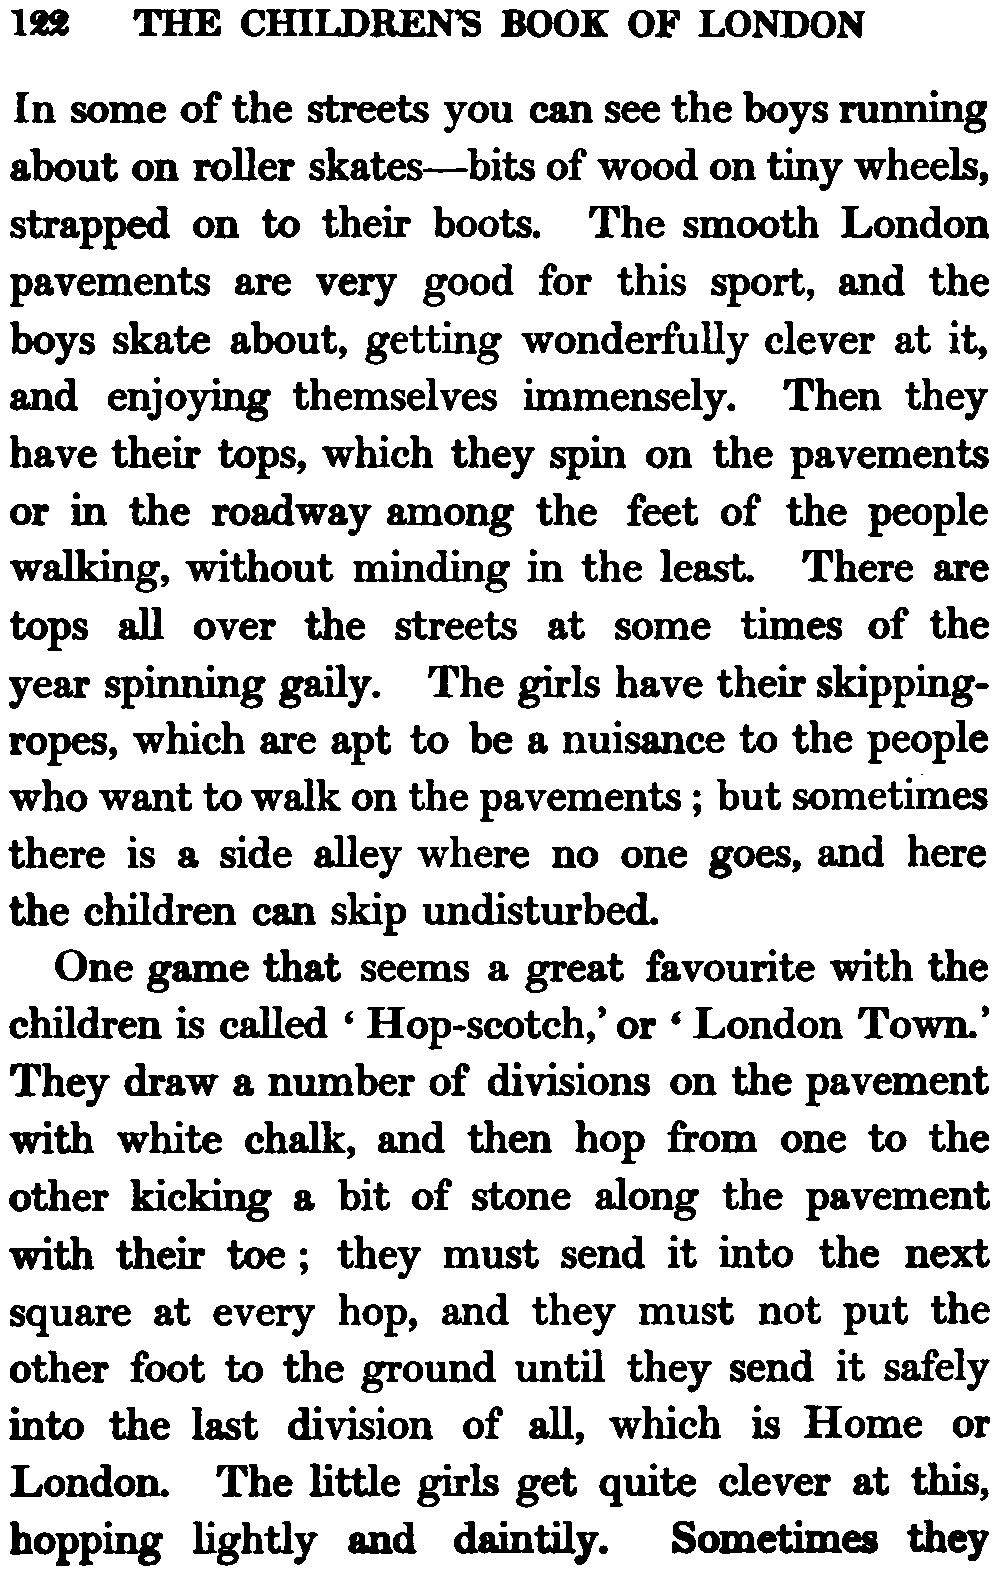 122 THE CHILDREN'S BOOK OF LONDON
In some of the streets you can see the boys running
about on roller skates—bits of wood on tiny wheels,
strapped on to their boots. The smooth London
pavements are very good for this sport, and the
boys skate about, getting wonderfully clever at it,
and enjoying themselves immensely. Then they
have their tops, which they spin on the pavements
or in the roadway among the feet of the people
walking, without minding in the least. There are
tops all over the streets at some times of the
year spinning gaily. The girls have their skipping-
ropes, which are apt to be a nuisance to the people
who want to walk on the pavements ; but sometimes
there is a side alley where no one goes, and here
the children can skip undisturbed.
One game that seems a great favourite with the
children is called ‘ Hop-scotch,’ or ‘ London Town.’
They draw a number of divisions on the pavement
with white chalk, and then hop from one to the
other kicking a bit of stone along the pavement
with their toe ; they must send it into the next
square at every hop, and they must not put the
other foot to the ground until they send it safely
into the last division of all, which is Home or
London. The little girls get quite clever at this,
hopping lightly and daintily. Sometimes they